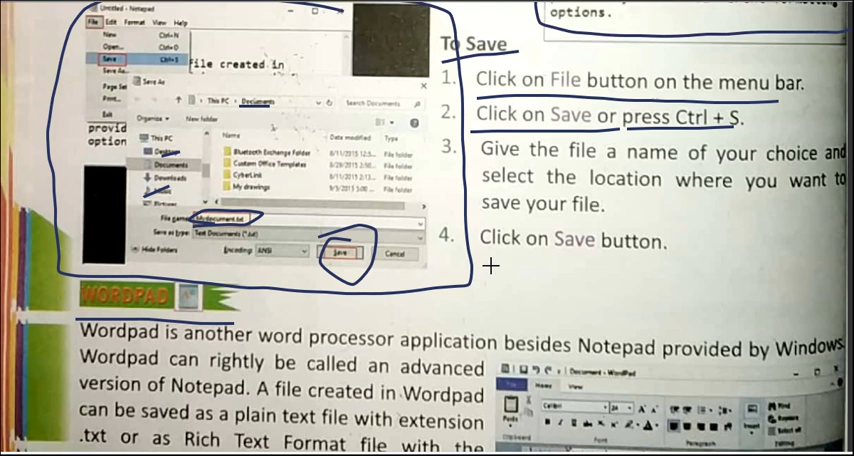 Untitled - Notepad
File Edit Format View Help
New Ctrl+N
Open... Ctrl+O
Save Ctrl+S
Save As...
Page Set
Print...
Exit
file created in
provid
option
Save As
This PC > Documents
Search Documents
Organize New folder
Name Date modified Type
This PC
Desktop
Documents
Downloads
Pictures
Bluetooth Exchange Folder File folder
Custom Office Templates File folder
CyberLink File folder
My drawings File folder
File name: Mydocument.txt
Save as type: Text Documents (*.txt)
Hide Folders Encoding: ANSI Save Cancel
options.
To Save
1. Click on File button on the menu bar.
2. Click on Save or press Ctrl + S.
3. Give the file a name of your choice and
select the location where you want to
save your file.
4. Click on Save button.
WORDPAD
Wordpad is another word processor application besides Notepad provided by Windows.
Wordpad can rightly be called an advanced
version of Notepad. A file created in Wordpad
can be saved as a plain text file with extension
.txt or as Rich Text Format file with the
Document - WordPad
File Home View
Paste
Calibri
Clipboard Font Paragraph Editing
Insert
Find
Replace
Select all